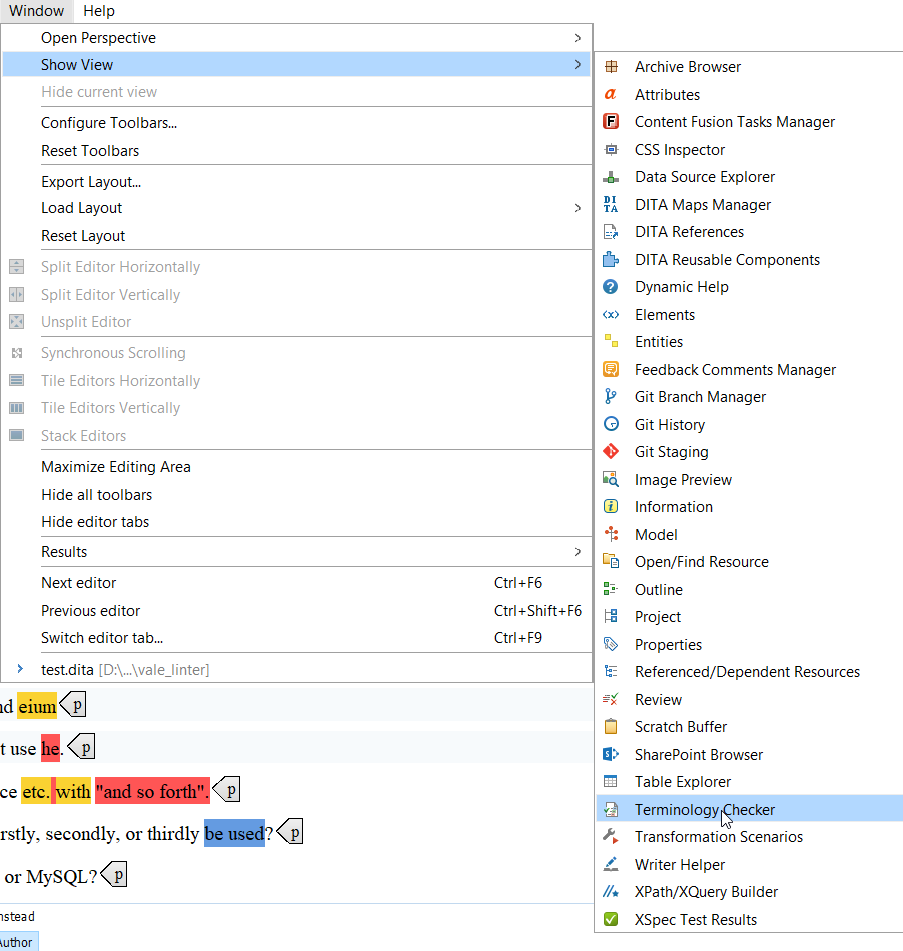 Window Help
Open Perspective >
Show View >
Hide current view
Configure Toolbars...
Reset Toolbars
Export Layout...
Load Layout >
Reset Layout
Split Editor Horizontally
Split Editor Vertically
Unsplit Editor
Synchronous Scrolling
Tile Editors Horizontally
Tile Editors Vertically
Stack Editors
Maximize Editing Area
Hide all toolbars
Hide editor tabs
Results >
Next editor Ctrl+F6
Previous editor Ctrl+Shift+F6
Switch editor tab... Ctrl+F9
test.dita [D:\...\vale_linter]
Archive Browser
Attributes
Content Fusion Tasks Manager
CSS Inspector
Data Source Explorer
DITA Maps Manager
DITA References
DITA Reusable Components
Dynamic Help
Elements
Entities
Feedback Comments Manager
Git Branch Manager
Git History
Git Staging
Image Preview
Information
Model
Open/Find Resource
Outline
Project
Properties
Referenced/Dependent Resources
Review
Scratch Buffer
SharePoint Browser
Table Explorer
Terminology Checker
Transformation Scenarios
Writer Helper
XPath/XQuery Builder
XSpec Test Results
nd eium p
t use he. p
ce etc. with "and so forth". p
rstly, secondly, or thirdly be used? p
or MySQL? p
nstead
Author